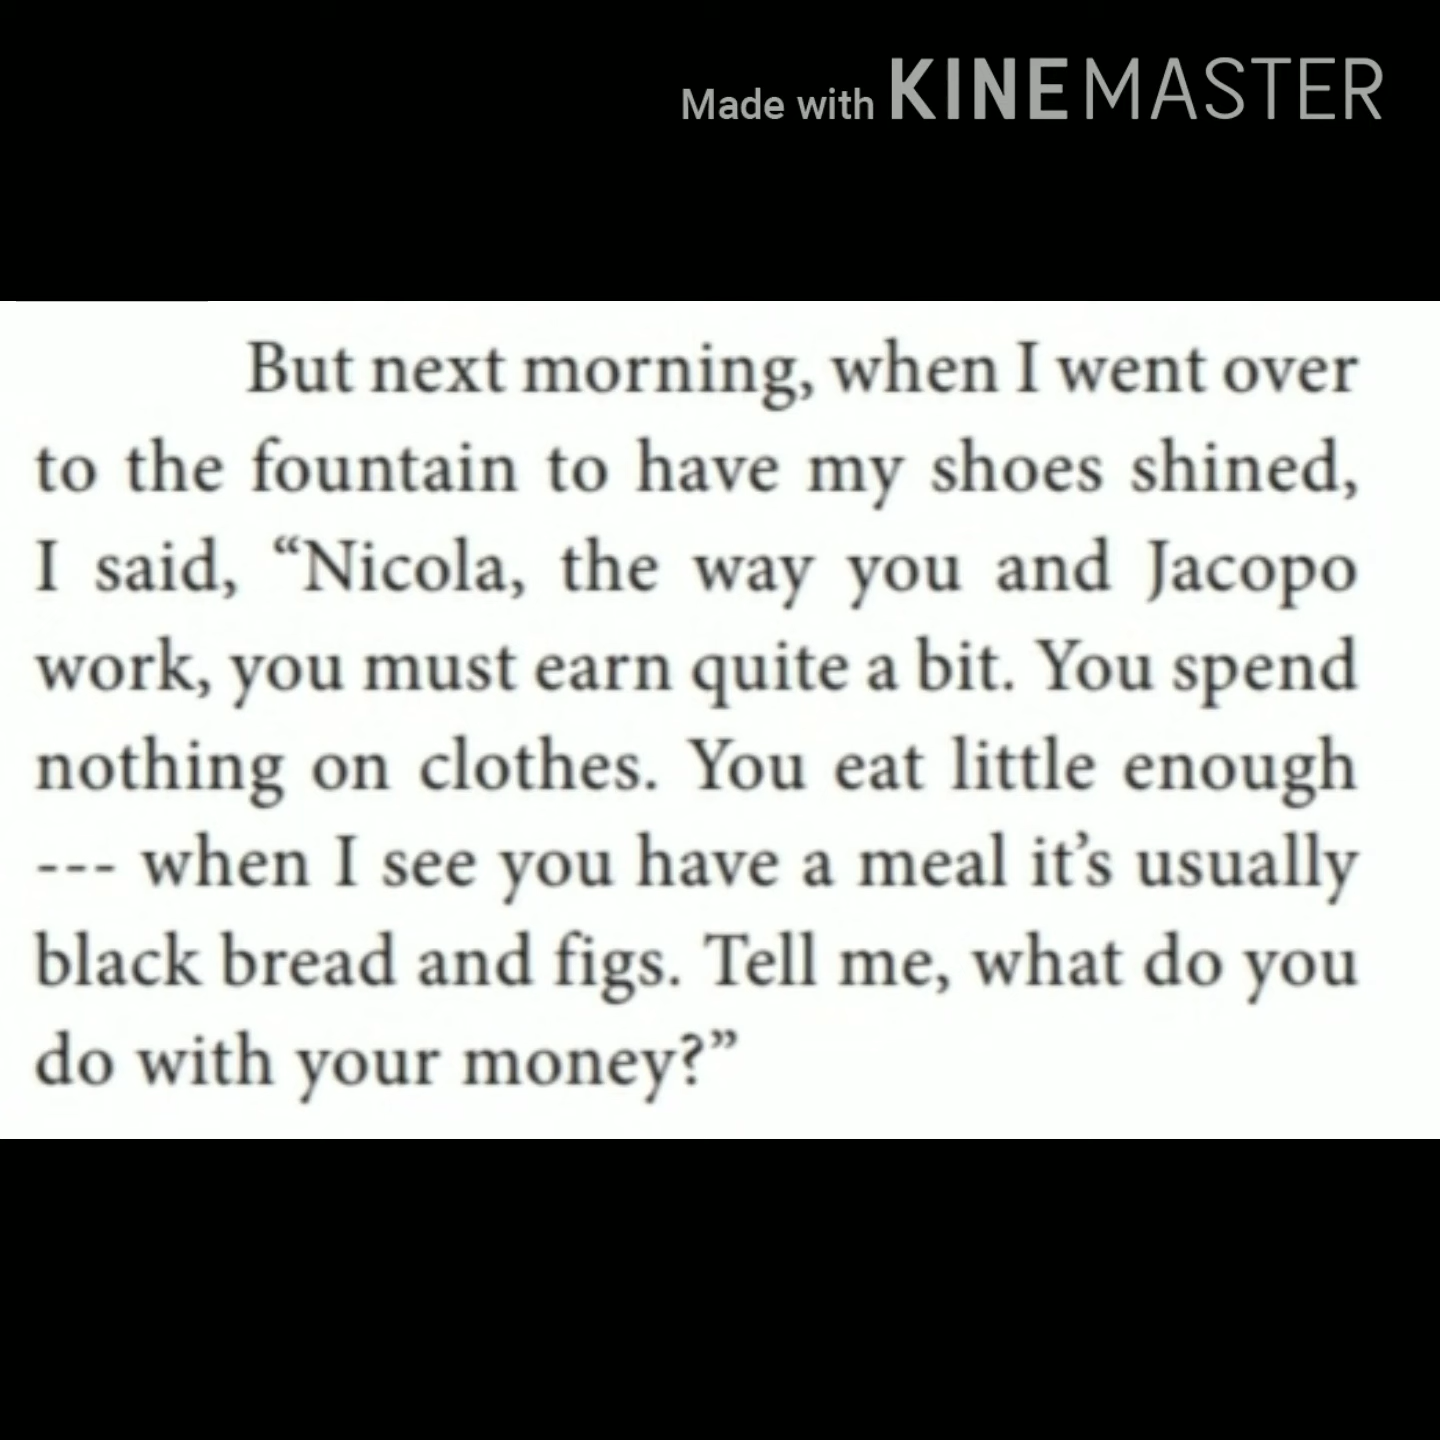 Made with KINEMASTER
But next morning, when I went over
to the fountain to have my shoes shined,
I said, “Nicola, the way you and Jacopo
work, you must earn quite a bit. You spend
nothing on clothes. You eat little enough
--- when I see you have a meal it’s usually
black bread and figs. Tell me, what do you
do with your money?”